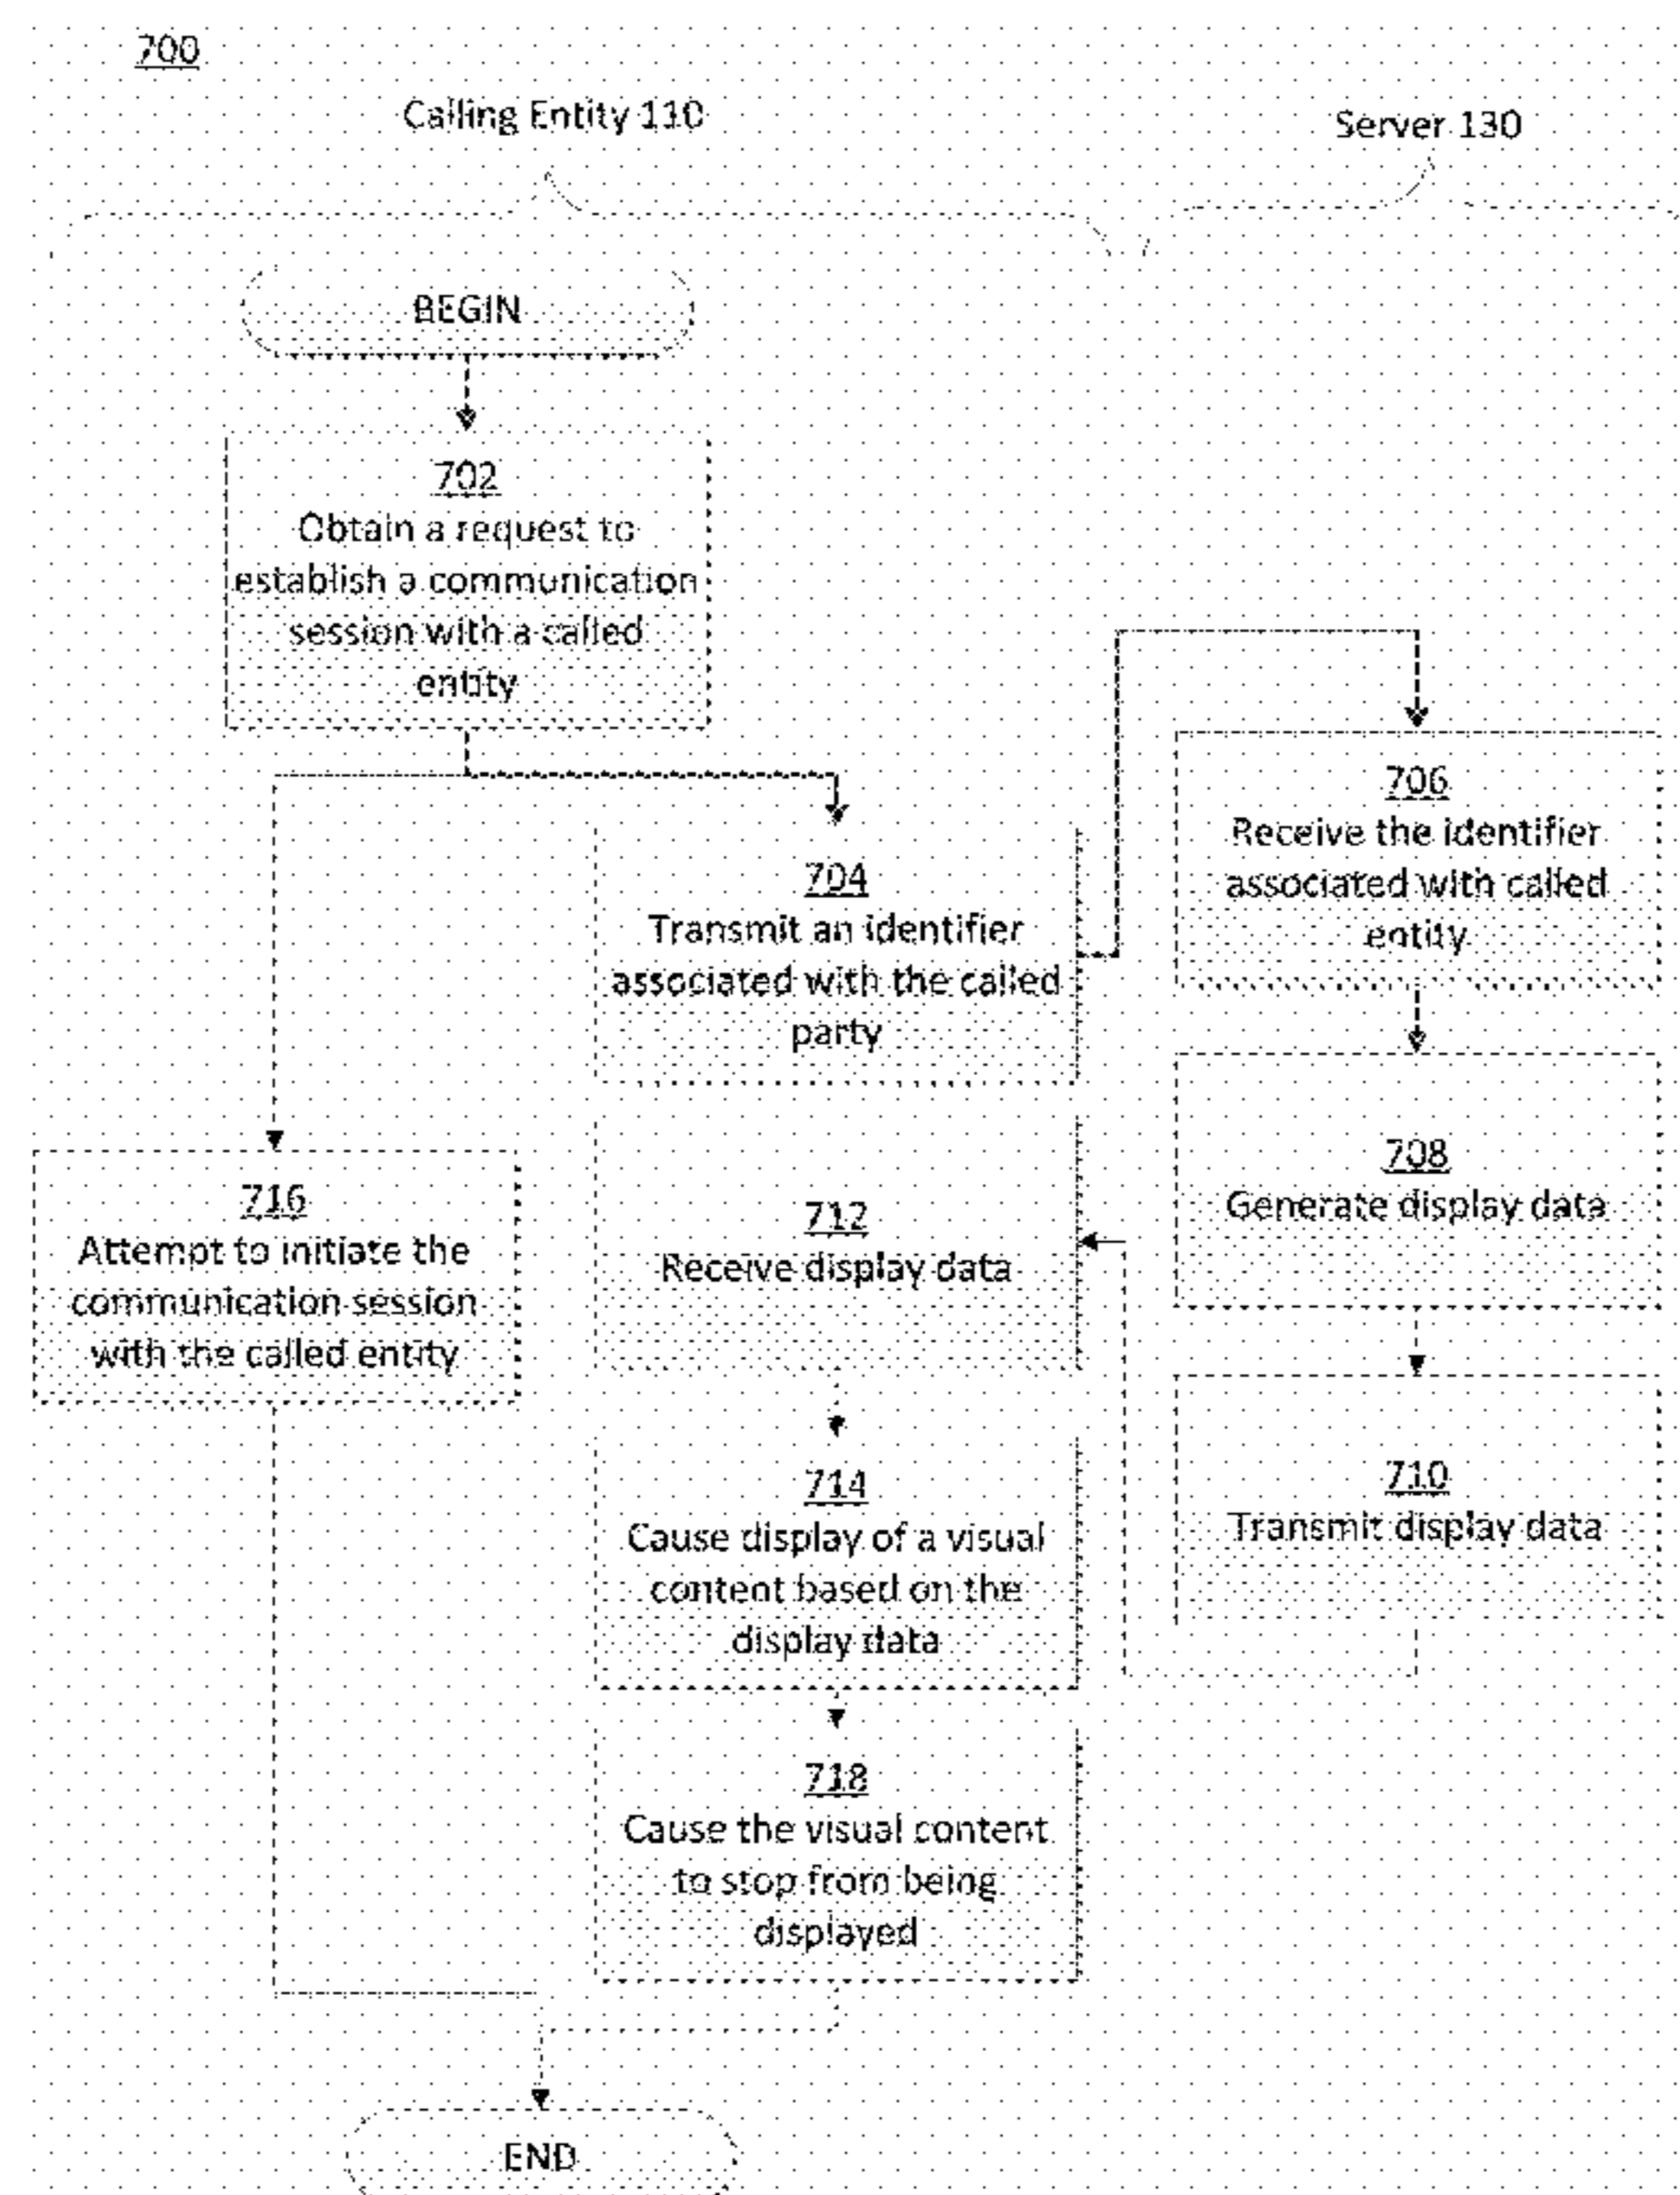 700
Calling Entity 110
Server 130
BEGIN
702
Obtain a request to
establish a communication
session with a called
entity
704
Transmit an identifier
associated with the called
party
706
Receive the identifier
associated with called
entity
708
Generate display data
710
Transmit display data
712
Receive display data
714
Cause display of a visual
content based on the
display data
716
Attempt to initiate the
communication session
with the called entity
718
Cause the visual content
to stop from being
displayed
END